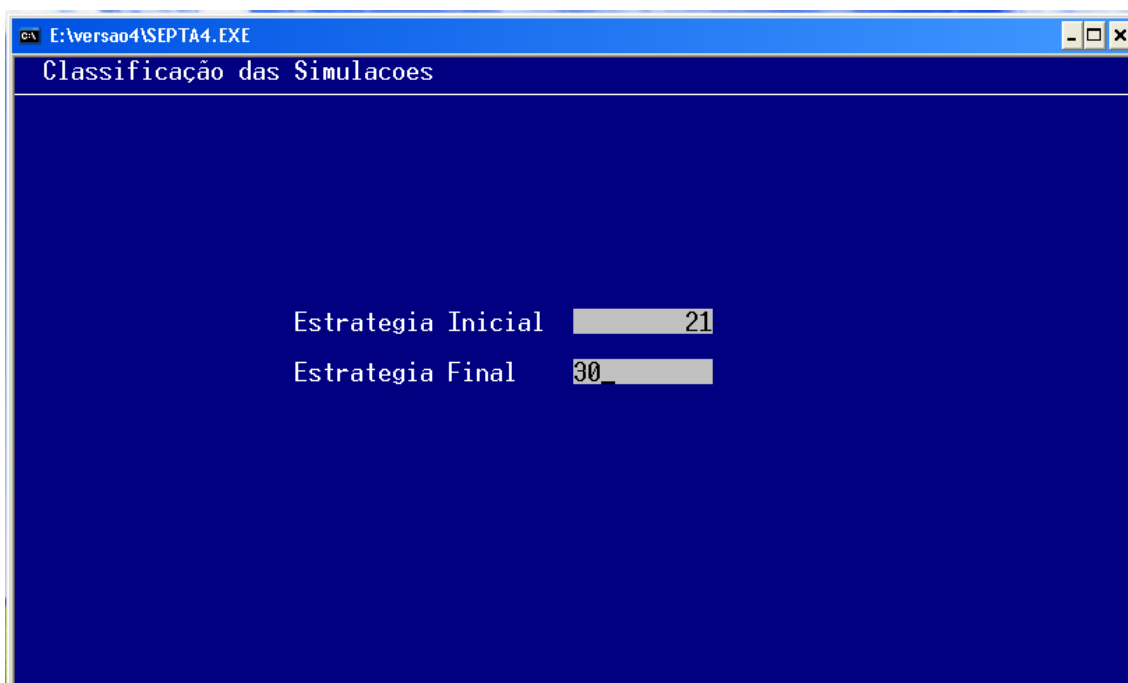 E:\versao4\SEPTA4.EXE
Classificação das Simulacoes
Estrategia Inicial 21
Estrategia Final 30_